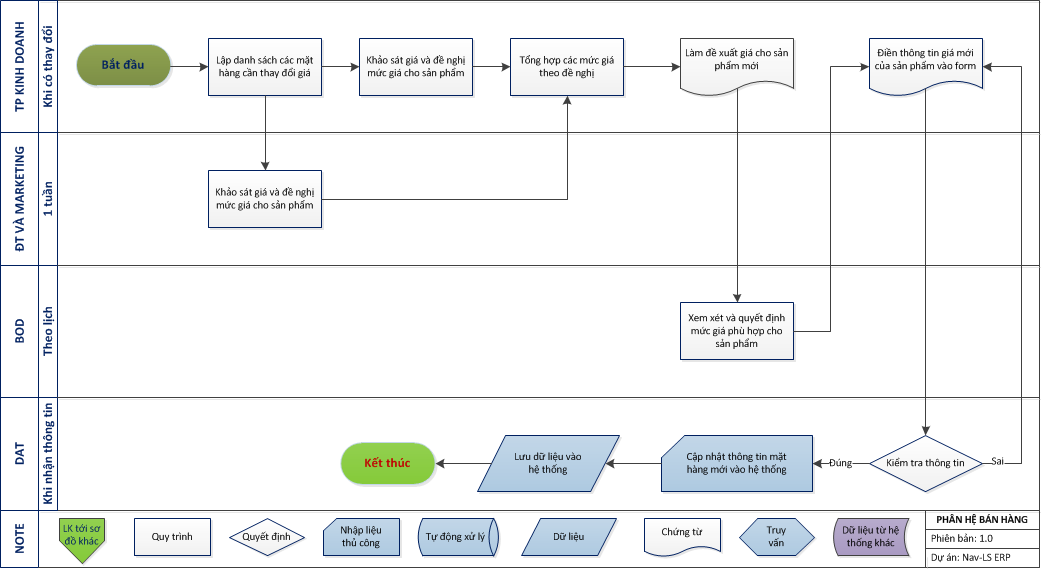 TP KINH DOANH
Khi có thay đổi
Bắt đầu
Lập danh sách các mặt
hàng cần thay đổi giá
Khảo sát giá và đề nghị
mức giá cho sản phẩm
Tổng hợp các mức giá
theo đề nghị
Làm đề xuất giá cho sản
phẩm mới
Điền thông tin giá mới
của sản phẩm vào form
ĐT VÀ MARKETING
1 tuần
Khảo sát giá và đề nghị
mức giá cho sản phẩm
BOD
Theo lịch
Xem xét và quyết định
mức giá phù hợp cho
sản phẩm
DAT
Khi nhận thông tin
Kết thúc
Lưu dữ liệu vào
hệ thống
Cập nhật thông tin mặt
hàng mới vào hệ thống
Đúng
Kiểm tra thông tin
Sai
NOTE
LK tới sơ
đồ khác
Quy trình
Quyết định
Nhập liệu
thủ công
Tự động xử lý
Dữ liệu
Chứng từ
Truy
vấn
Dữ liệu từ hệ
thống khác
PHÂN HỆ BÁN HÀNG
Phiên bản: 1.0
Dự án: Nav-LS ERP